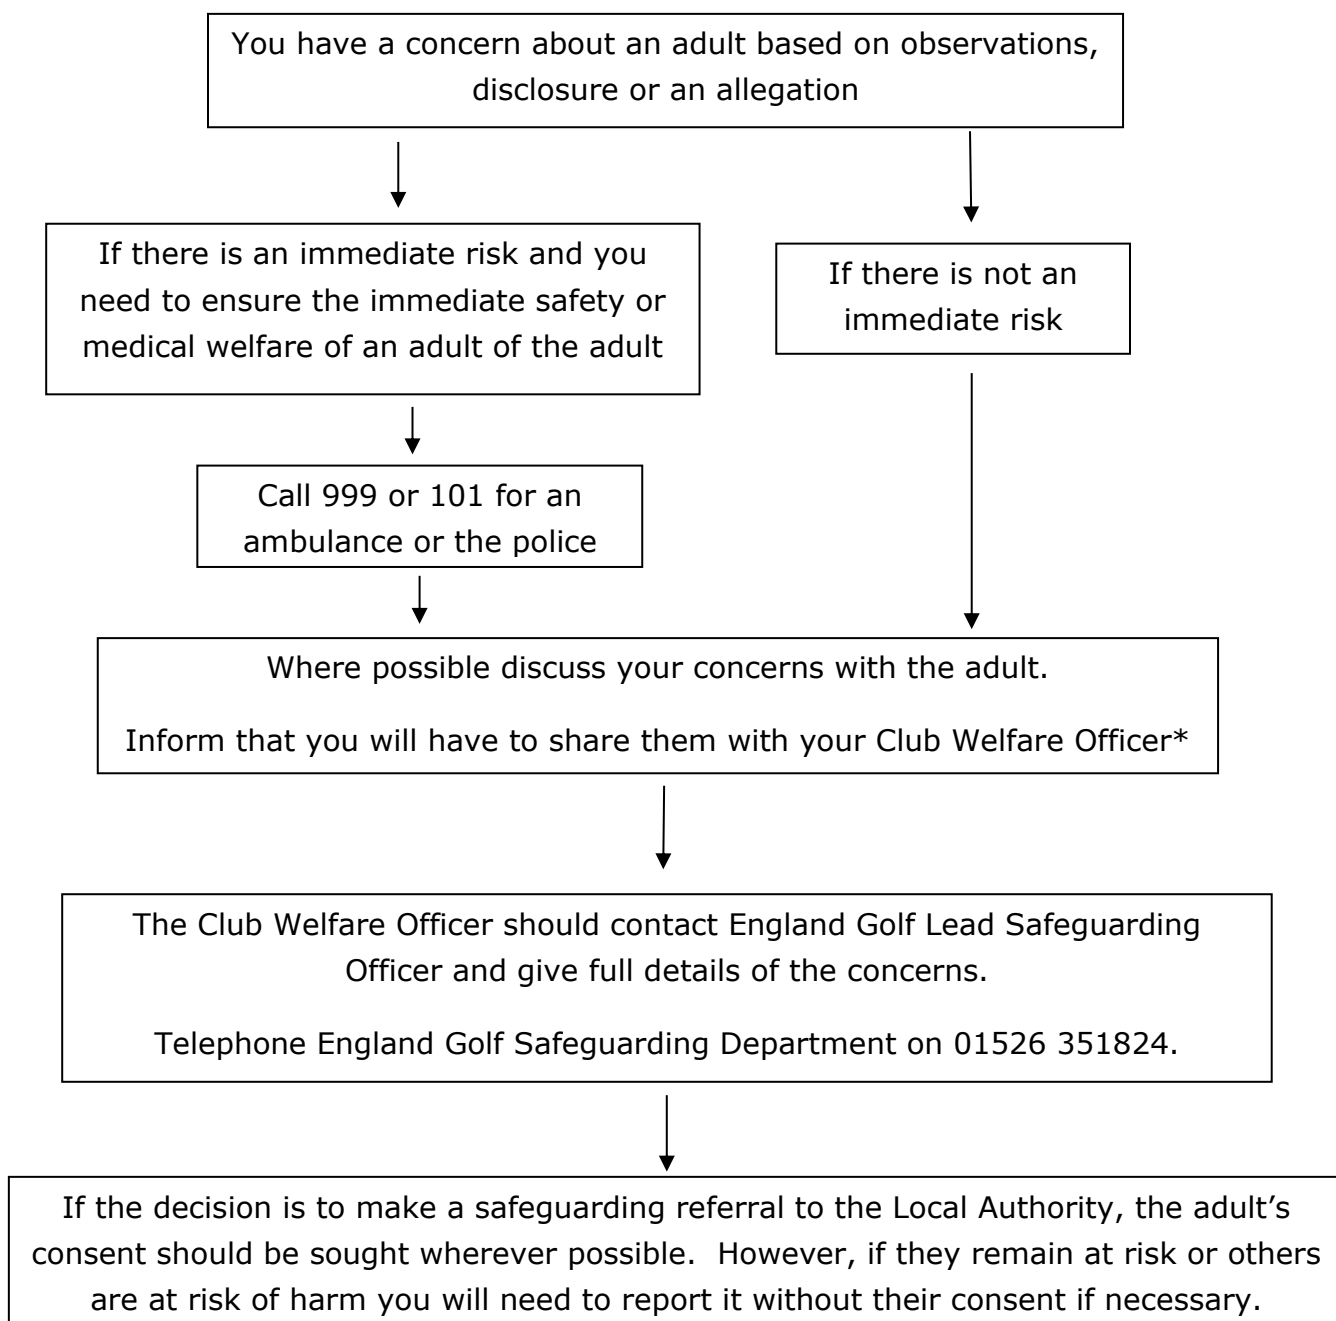 You have a concern about an adult based on observations,
disclosure or an allegation
If there is an immediate risk and you
need to ensure the immediate safety or
medical welfare of an adult of the adult
If there is not an
immediate risk
Call 999 or 101 for an
ambulance or the police
Where possible discuss your concerns with the adult.
Inform that you will have to share them with your Club Welfare Officer*
The Club Welfare Officer should contact England Golf Lead Safeguarding
Officer and give full details of the concerns.
Telephone England Golf Safeguarding Department on 01526 351824.
If the decision is to make a safeguarding referral to the Local Authority, the adult’s
consent should be sought wherever possible.  However, if they remain at risk or others
are at risk of harm you will need to report it without their consent if necessary.